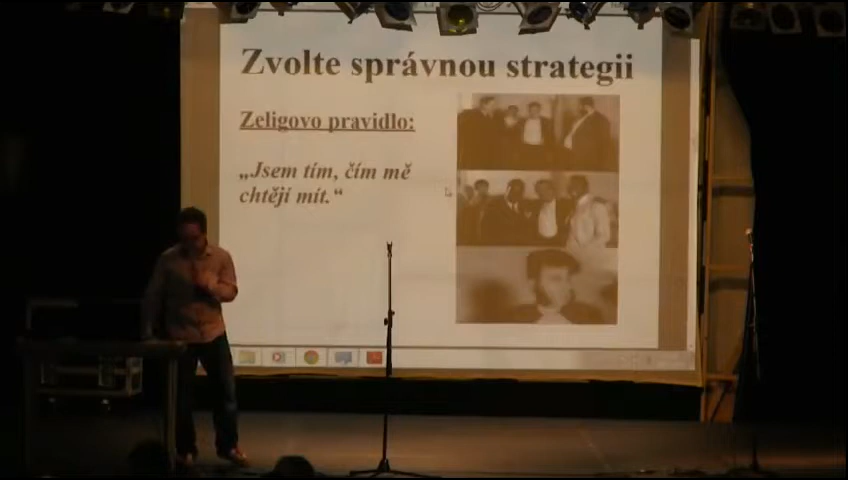 Zvolte správnou strategii
Zeligovo pravidlo:
„Jsem tím, čím mě
chtějí mít.“